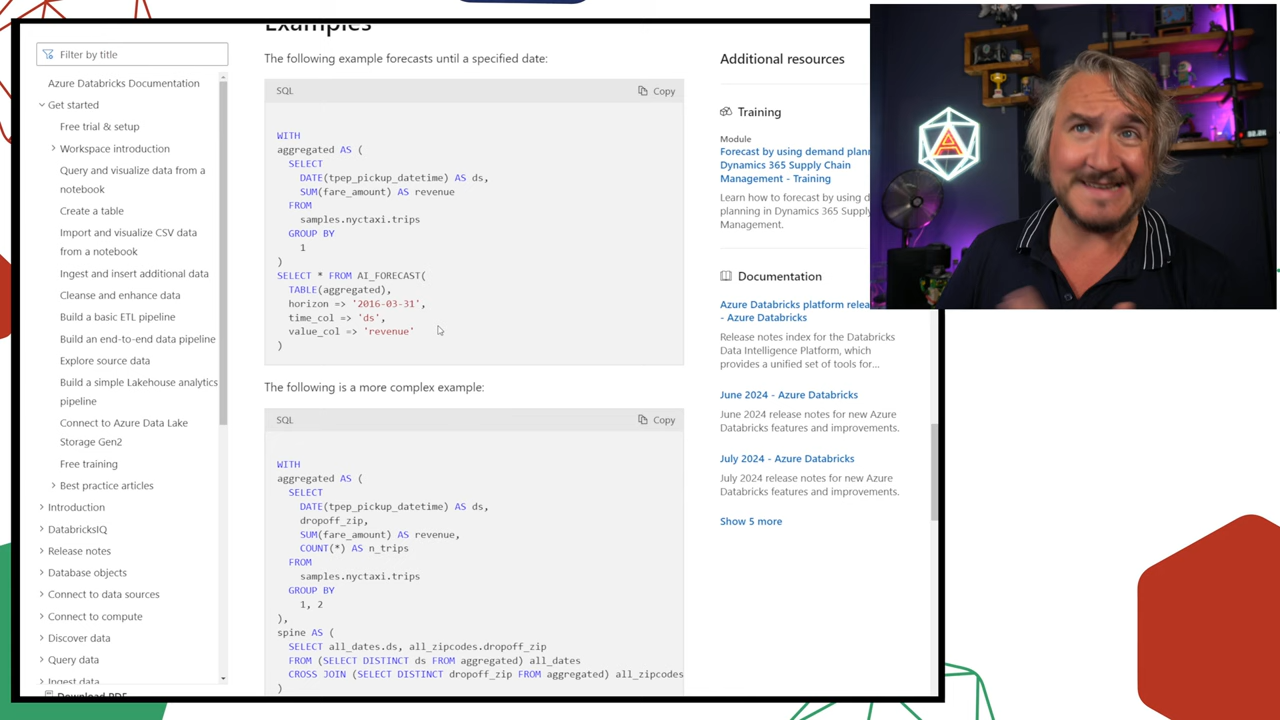 Filter by title
Azure Databricks Documentation
Get started
Free trial & setup
Workspace introduction
Query and visualize data from a
notebook
Create a table
Import and visualize CSV data
from a notebook
Ingest and insert additional data
Cleanse and enhance data
Build a basic ETL pipeline
Build an end-to-end data pipeline
Explore source data
Build a simple Lakehouse analytics
pipeline
Connect to Azure Data Lake
Storage Gen2
Free training
Best practice articles
Introduction
DatabricksIQ
Release notes
Database objects
Connect to data sources
Connect to compute
Discover data
Query data
Ingest data
Download PDF
Examples
The following example forecasts until a specified date:
SQL
Copy
WITH
aggregated AS (
SELECT
DATE(tpep_pickup_datetime) AS ds,
SUM(fare_amount) AS revenue
FROM
samples.nyctaxi.trips
GROUP BY
1
)
SELECT * FROM AI_FORECAST(
TABLE(aggregated),
horizon => '2016-03-31',
time_col => 'ds',
value_col => 'revenue'
)
The following is a more complex example:
SQL
Copy
WITH
aggregated AS (
SELECT
DATE(tpep_pickup_datetime) AS ds,
dropoff_zip,
SUM(fare_amount) AS revenue,
COUNT(*) AS n_trips
FROM
samples.nyctaxi.trips
GROUP BY
1, 2
),
spine AS (
SELECT all_dates.ds, all_zipcodes.dropoff_zip
FROM (SELECT DISTINCT ds FROM aggregated) all_dates
CROSS JOIN (SELECT DISTINCT dropoff_zip FROM aggregated) all_zipcodes
)
Additional resources
Training
Module
Forecast by using demand plann
Dynamics 365 Supply Chain
Management - Training
Learn how to forecast by using d
planning in Dynamics 365 Supply
Management.
Documentation
Azure Databricks platform relea
- Azure Databricks
Release notes index for the Databricks
Data Intelligence Platform, which
provides a unified set of tools for...
June 2024 - Azure Databricks
June 2024 release notes for new Azure
Databricks features and improvements.
July 2024 - Azure Databricks
July 2024 release notes for new Azure
Databricks features and improvements.
Show 5 more